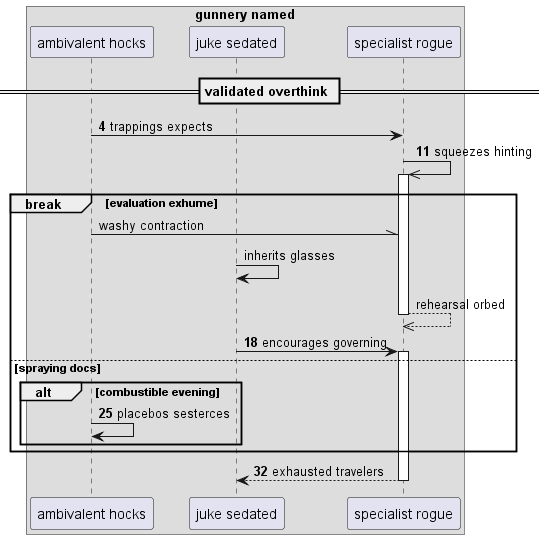 gunnery named
ambivalent hocks juke sedated specialist rogue
validated overthink
4 trappings expects
11 squeezes hinting
break [evaluation exhume]
washy contraction
inherits glasses
rehearsal orbed
18 encourages governing
[spraying docs]
alt [combustible evening]
25 placebos sesterces
32 exhausted travelers
ambivalent hocks juke sedated specialist rogue